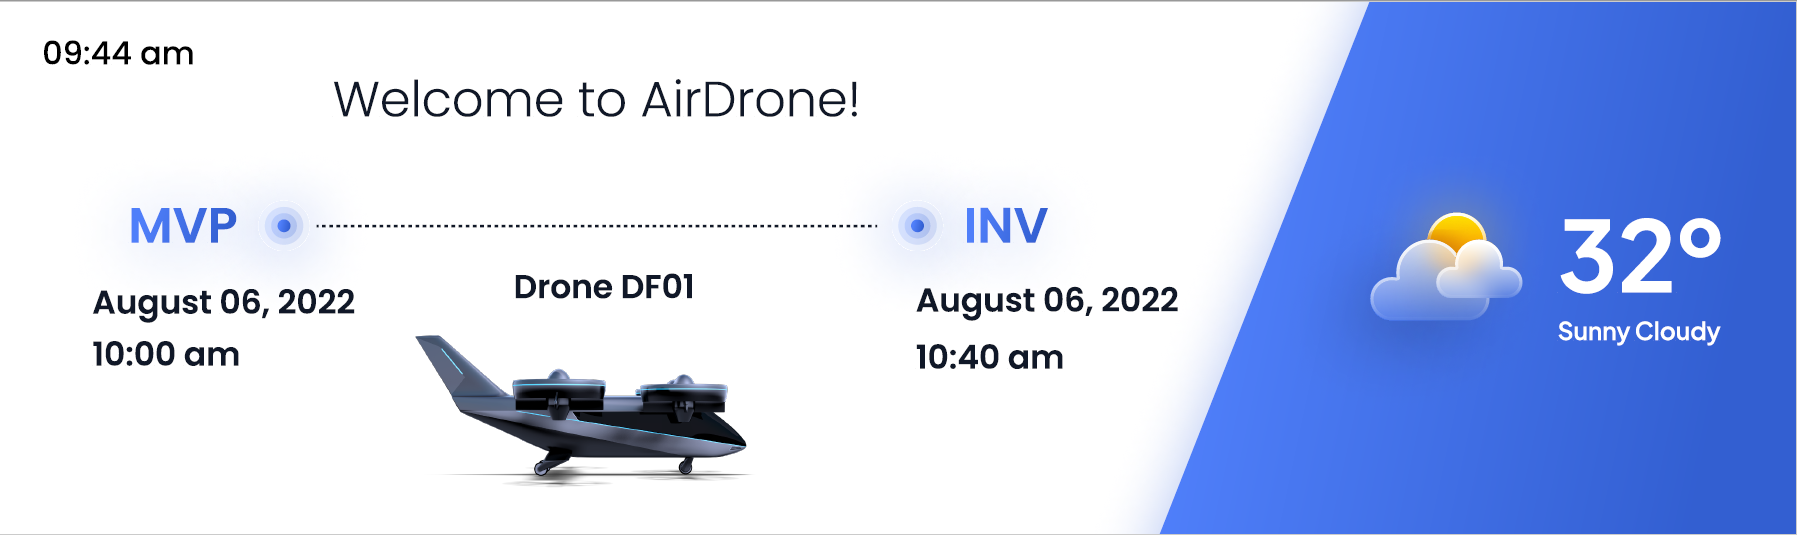 09:44 am
Welcome to AirDrone!
MVP
INV
Drone DF01
August 06, 2022
10:00 am
August 06, 2022
10:40 am
32°
Sunny Cloudy